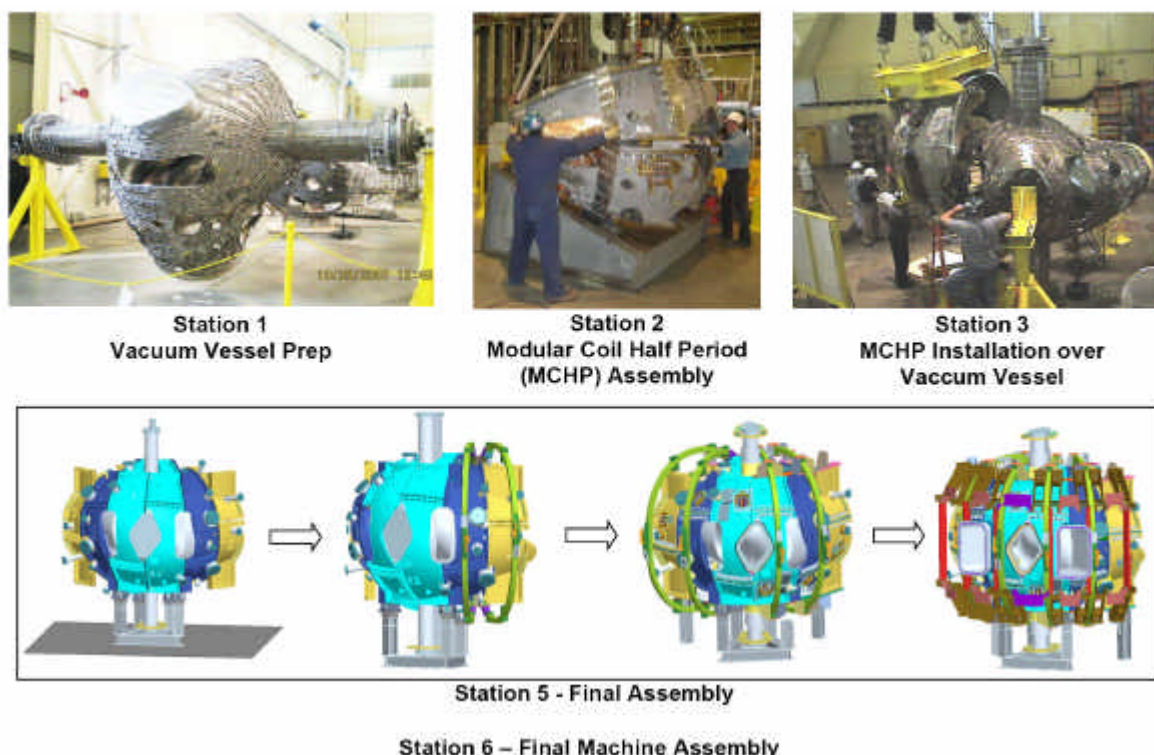 Station 1
Vacuum Vessel Prep
Station 2
Modular Coil Half Period
(MCHP) Assembly
Station 3
MCHP Installation over
Vaccum Vessel
Station 5 - Final Assembly
Station 6 – Final Machine Assembly